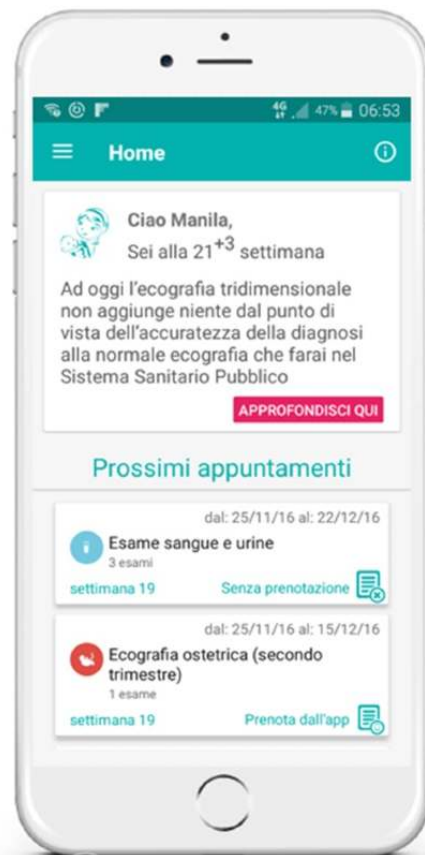 4G 47% 06:53
Home
Ciao Manila,
Sei alla 21+3 settimana
Ad oggi l'ecografia tridimensionale
non aggiunge niente dal punto di
vista dell'accuratezza della diagnosi
alla normale ecografia che farai nel
Sistema Sanitario Pubblico
APPROFONDISCI QUI
Prossimi appuntamenti
dal: 25/11/16 al: 22/12/16
Esame sangue e urine
3 esami
settimana 19 Senza prenotazione
dal: 25/11/16 al: 15/12/16
Ecografia ostetrica (secondo
trimestre)
1 esame
settimana 19 Prenota dall'app